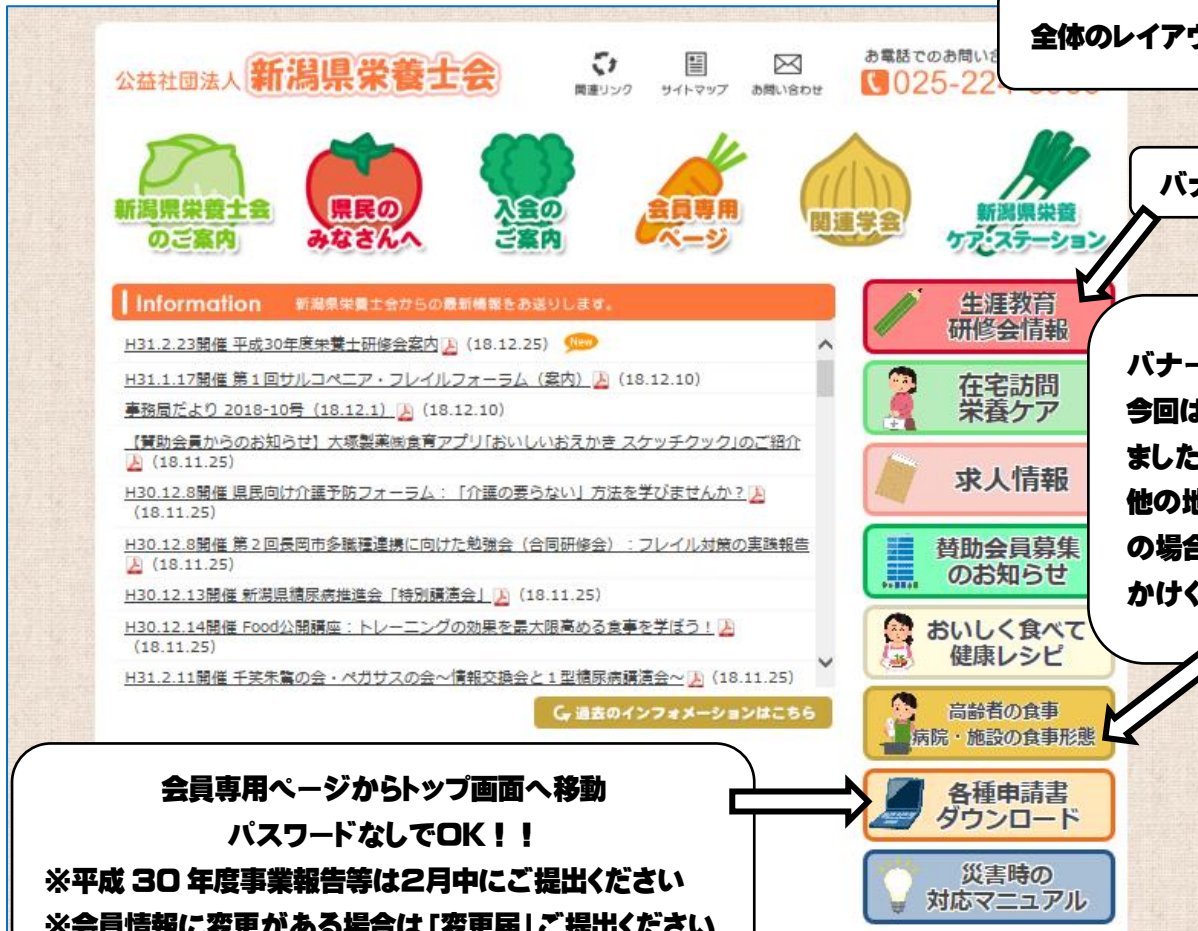 全体のレイアウ
公益社団法人 新潟県栄養士会
関連リンク
サイトマップ
お問い合わせ
お電話でのお問い合
025-224
新潟県栄養士会
のご案内
県民の
みなさんへ
入会の
ご案内
会員専用
ページ
関連学会
新潟県栄養
ケア・ステーション
バナ
Information 新潟県栄養士会からの最新情報をお送りします。
H31.2.23開催 平成30年度栄養士研修会案内 (18.12.25) New
H31.1.17開催 第1回サルコペニア・フレイルフォーラム（案内） (18.12.10)
事務局だより 2018-10号 (18.12.1) (18.12.10)
【賛助会員からのお知らせ】大塚製薬㈱食育アプリ「おいしいおえかき スケッチクック」のご紹介
(18.11.25)
H30.12.8開催 県民向け介護予防フォーラム：「介護の要らない」方法を学びませんか？
(18.11.25)
H30.12.8開催 第2回長岡市多職種連携に向けた勉強会（合同研修会）：フレイル対策の実践報告
(18.11.25)
H30.12.13開催 新潟県糖尿病推進会「特別講演会」 (18.11.25)
H30.12.14開催 Food公開講座：トレーニングの効果を最大限高める食事を学ぼう！
(18.11.25)
H31.2.11開催 千笑朱鷺の会・ペガサスの会～情報交換会と1型糖尿病講演会～ (18.11.25)
過去のインフォメーションはこちら
生涯教育
研修会情報
在宅訪問
栄養ケア
求人情報
賛助会員募集
のお知らせ
おいしく食べて
健康レシピ
高齢者の食事
病院・施設の食事形態
各種申請書
ダウンロード
災害時の
対応マニュアル
バナー
今回は
ました
他の地
の場合
かけく
会員専用ページからトップ画面へ移動
パスワードなしでOK！！
※平成 30 年度事業報告等は2月中にご提出ください
※会員情報に変更がある場合は「変更届」ご提出ください